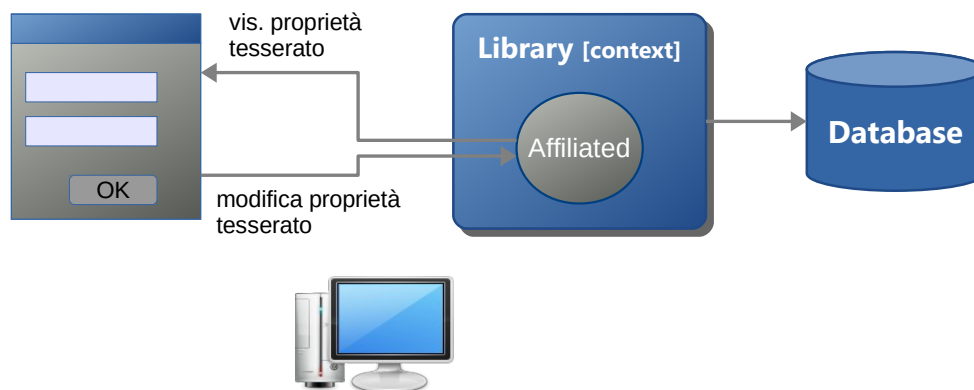 vis. proprietà
tesserato
Library [context]
Affiliated
Database
OK
modifica proprietà
tesserato